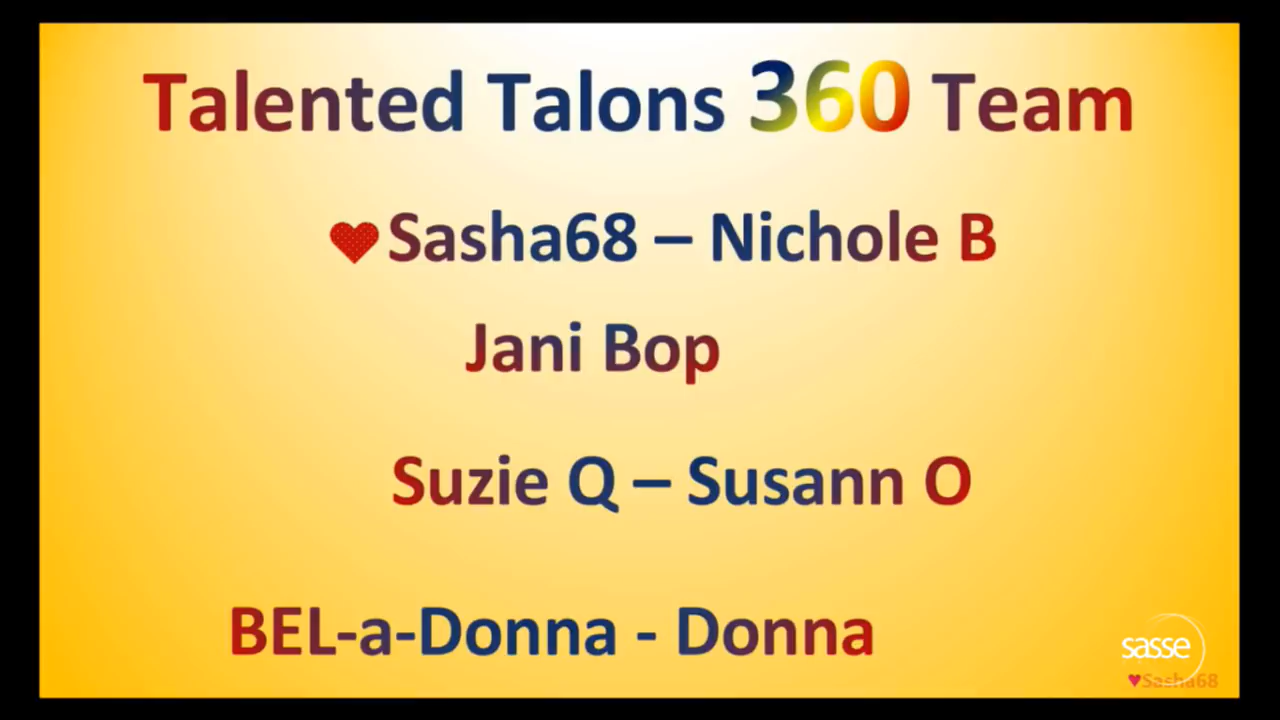 Talented Talons 360 Team
♥Sasha68 – Nichole B
Jani Bop
Suzie Q – Susann O
BEL-a-Donna - Donna
sasse
♥Sasha68